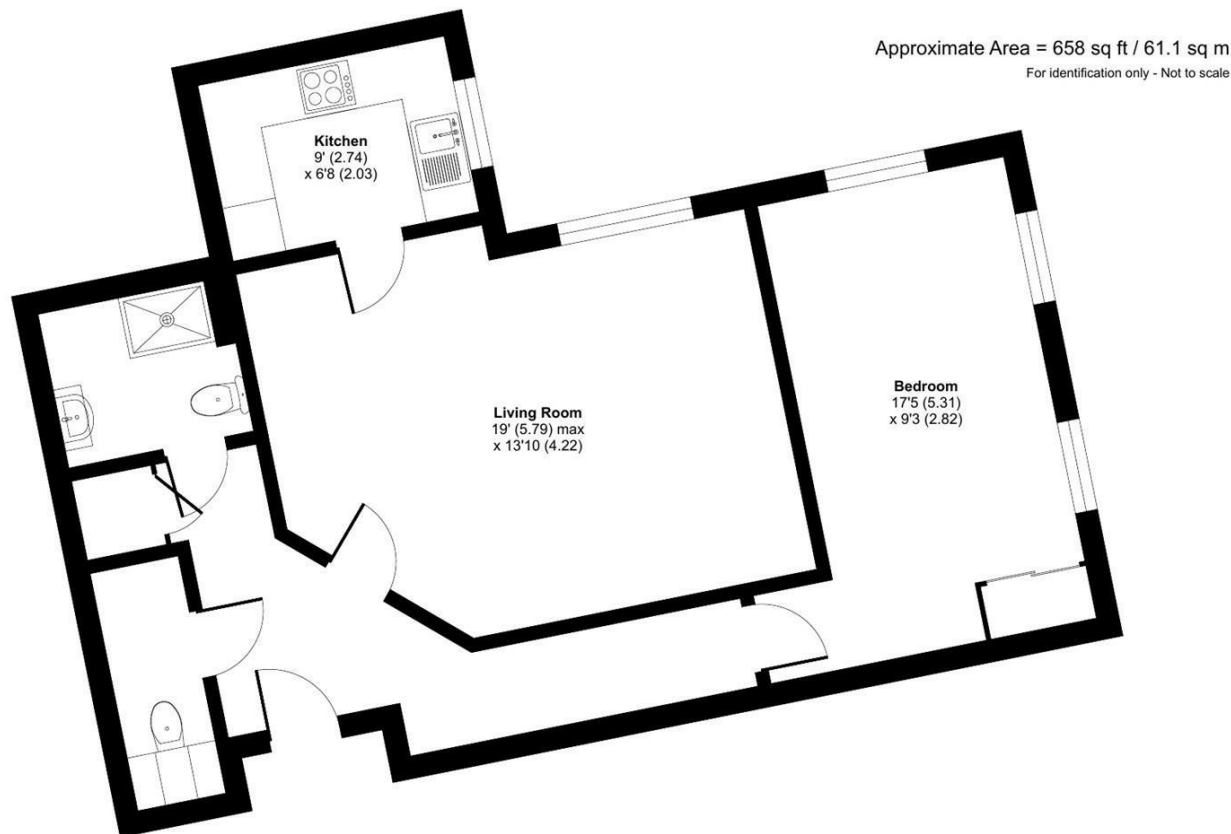 Approximate Area = 658 sq ft / 61.1 sq m
For identification only - Not to scale
Kitchen
9' (2.74)
x 6'8 (2.03)
Living Room
19' (5.79) max
x 13'10 (4.22)
Bedroom
17'5 (5.31)
x 9'3 (2.82)